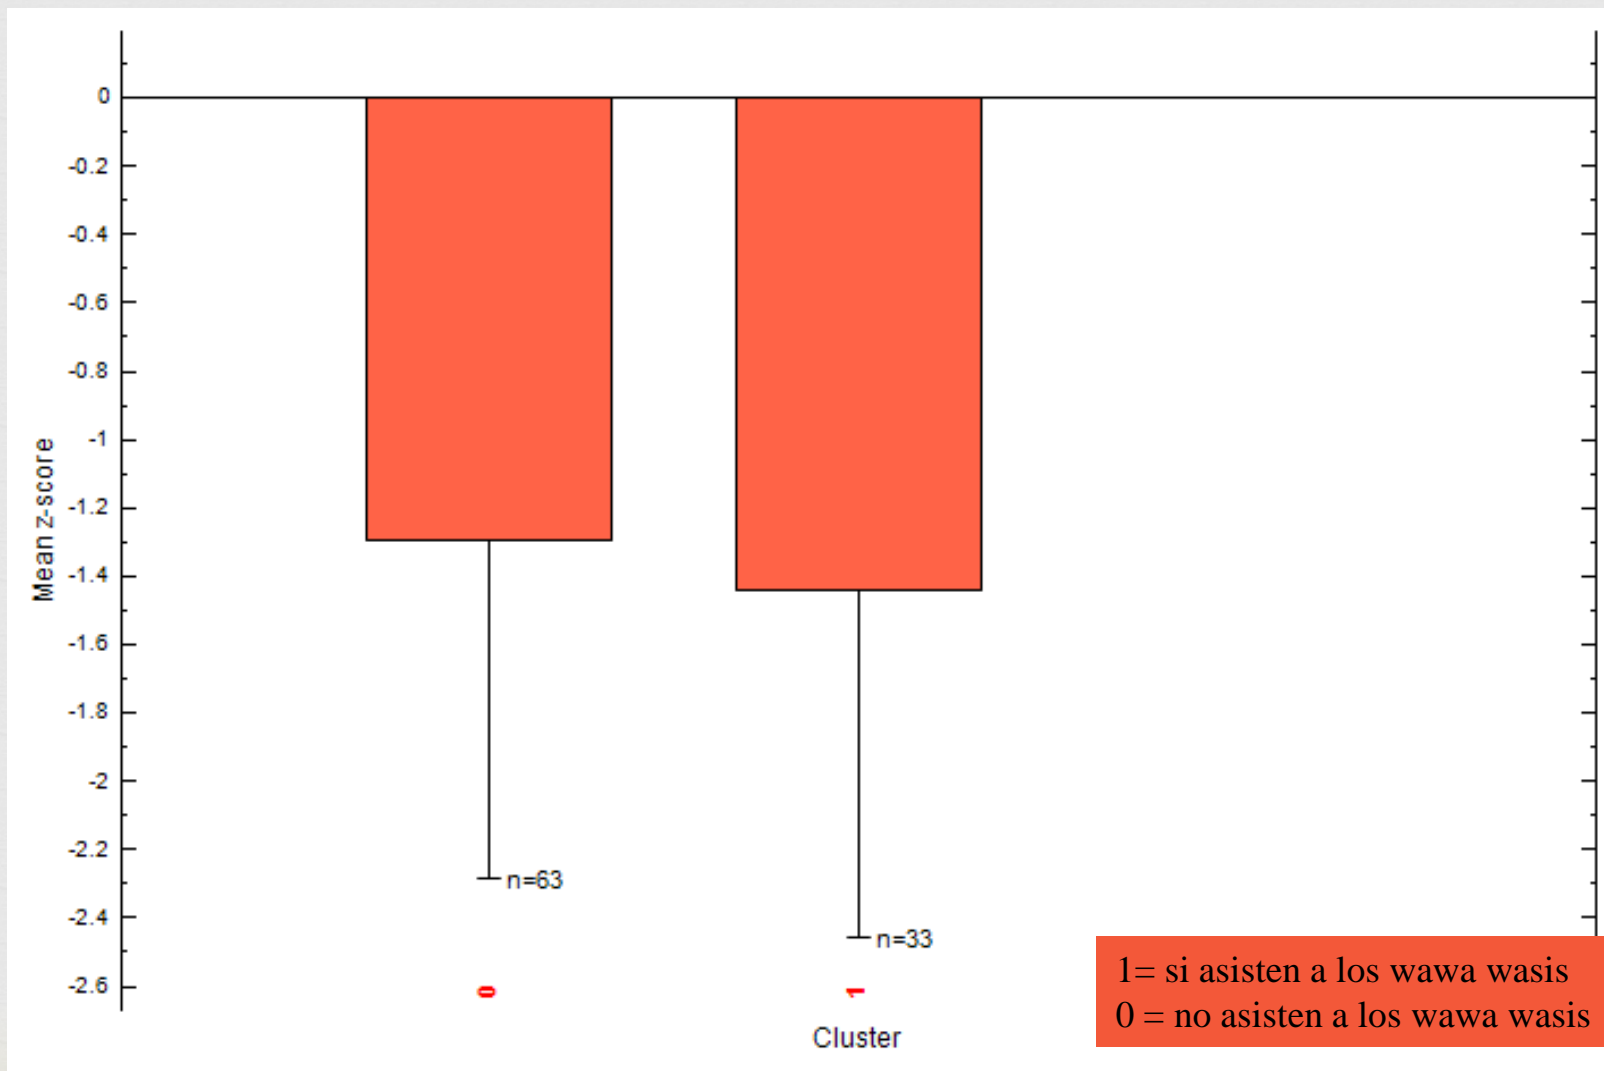 0
-0.2
-0.4
-0.6
-0.8
-1
-1.2
-1.4
-1.6
-1.8
-2
-2.2
-2.4
-2.6
Mean z-score
n=63
n=33
0
1
Cluster
1= si asisten a los wawa wasis
0 = no asisten a los wawa wasis